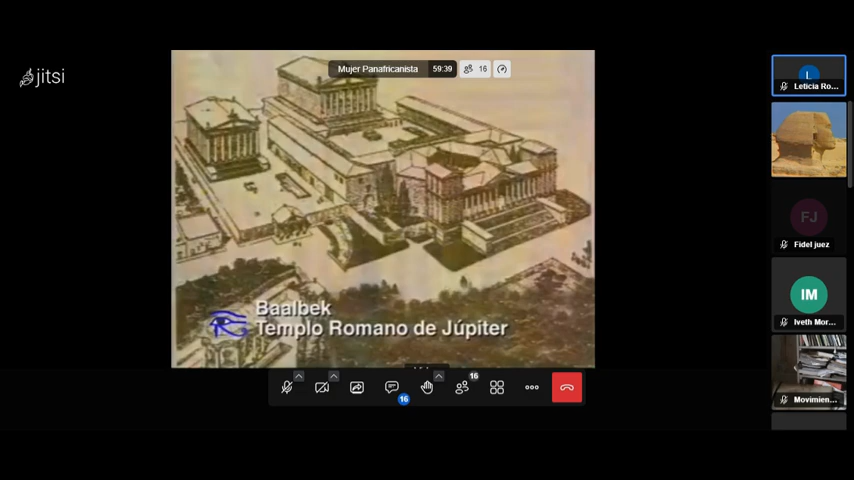 jitsi
Mujer Panafricanista 59:39 16
L
Leticia Ro...
FJ
Fidel juez
IM
Iveth Mor...
Movimien...
Baalbek
Templo Romano de Júpiter
16
16